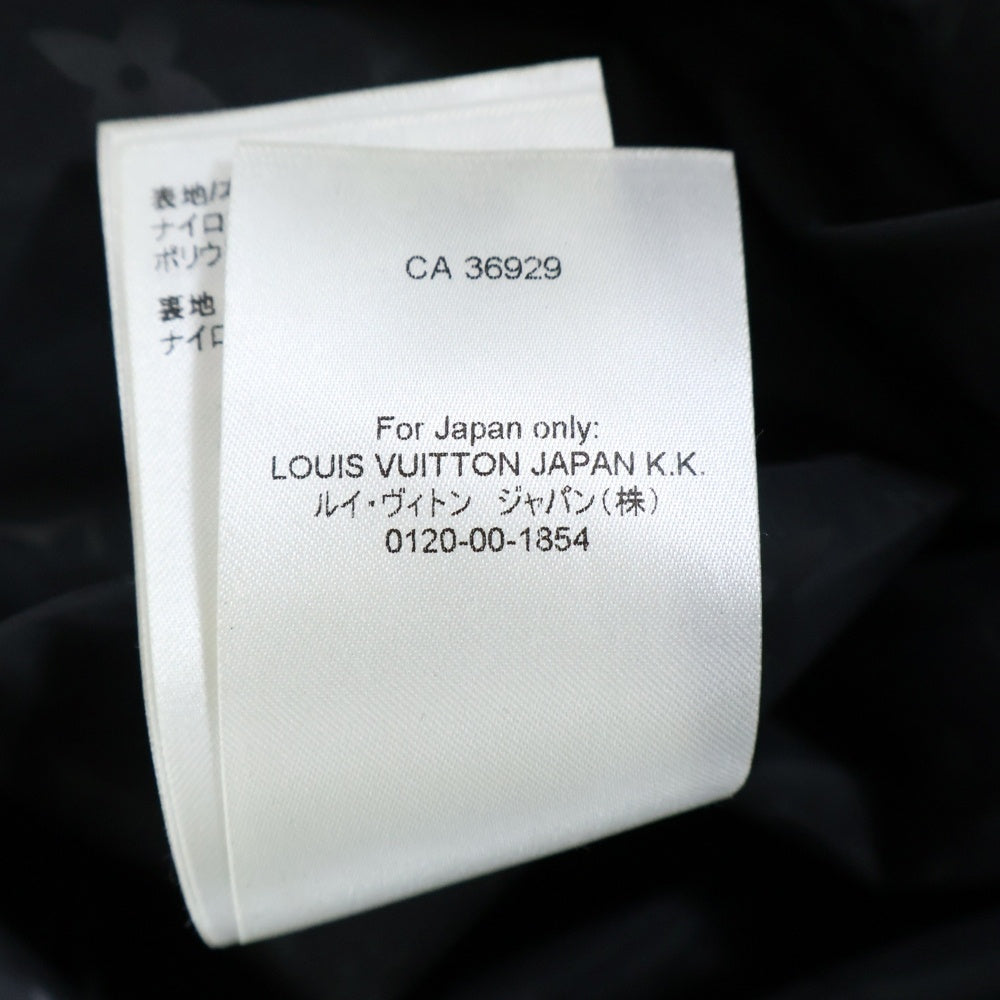 表地/
ナイロ
ポリウ
裏地
ナイロ
CA 36929
For Japan only:
LOUIS VUITTON JAPAN K.K.
ルイ・ヴィトン ジャパン(株)
0120-00-1854